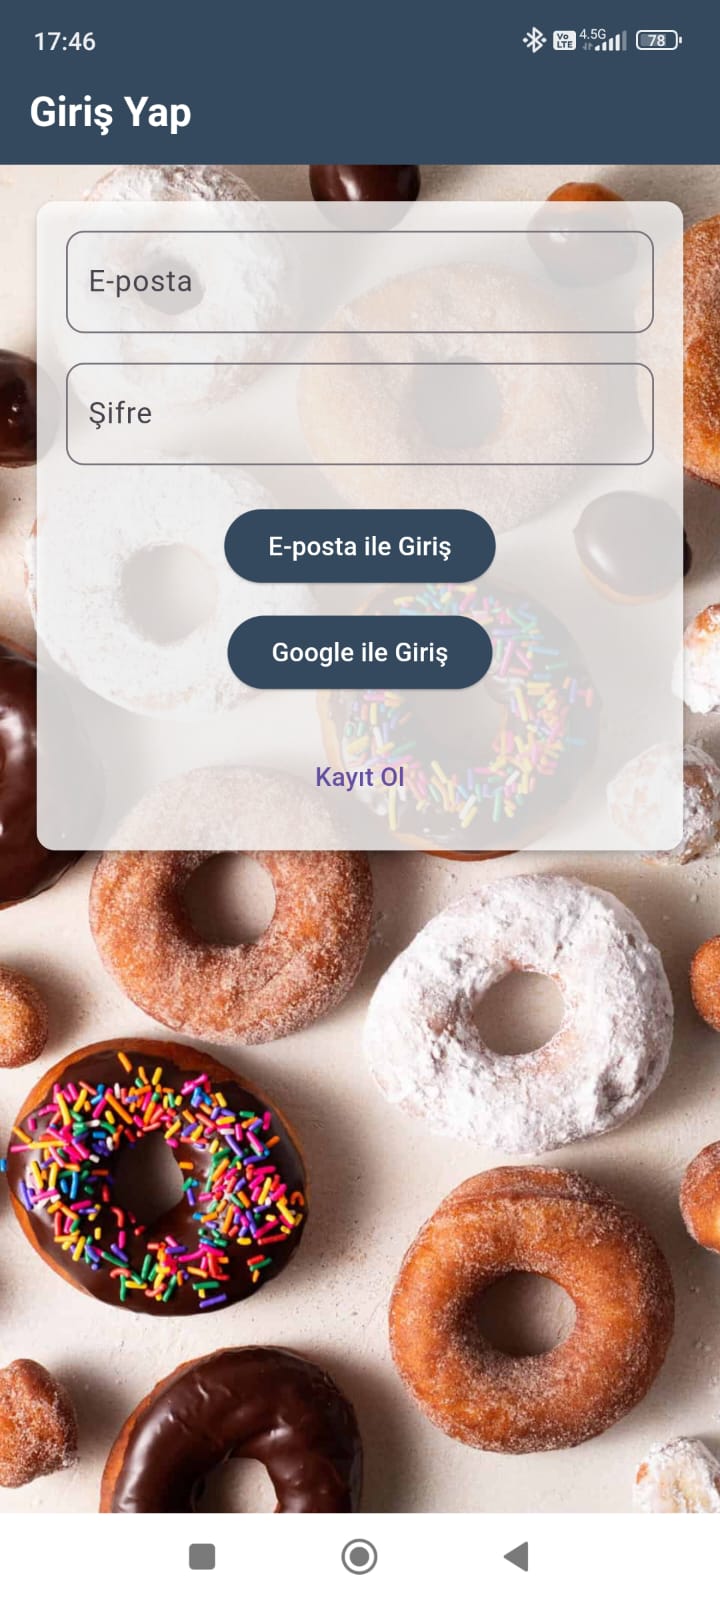 17:46
Vo
LTE
4.5G
78
Giriş Yap
E-posta
Şifre
E-posta ile Giriş
Google ile Giriş
Kayıt Ol